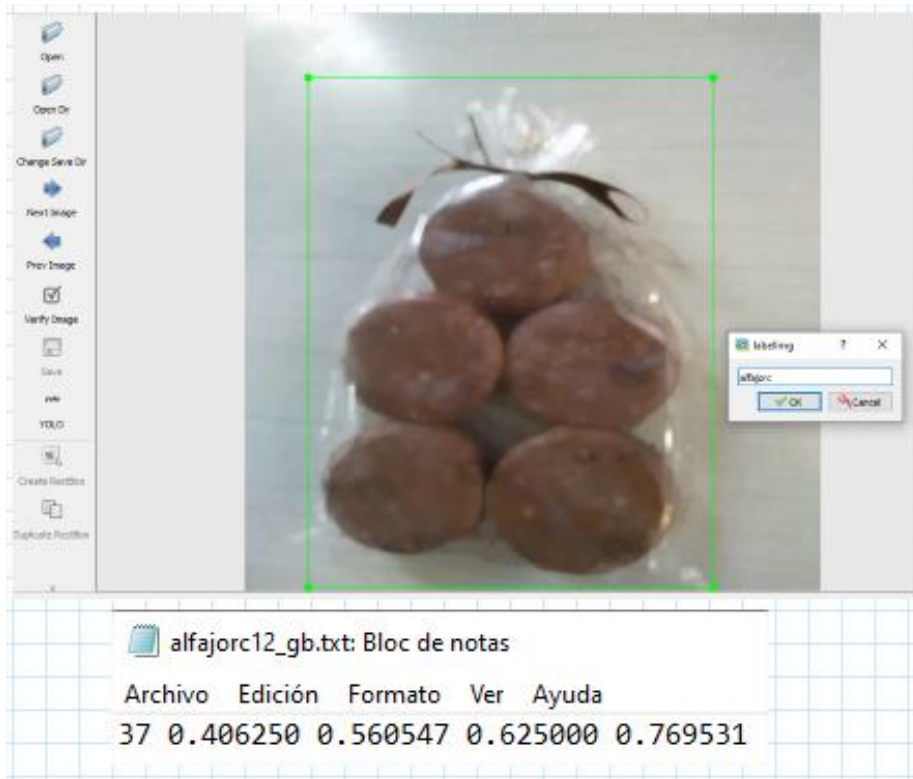 Open
Open Dir
Change Save Dir
Next Image
Prev Image
Verify Image
Save
YOLO
Create RectBox
Duplicate RectBox
labelImg ? X
alfajorc
OK Cancel
alfajorc12_gb.txt: Bloc de notas
Archivo Edición Formato Ver Ayuda
37 0.406250 0.560547 0.625000 0.769531